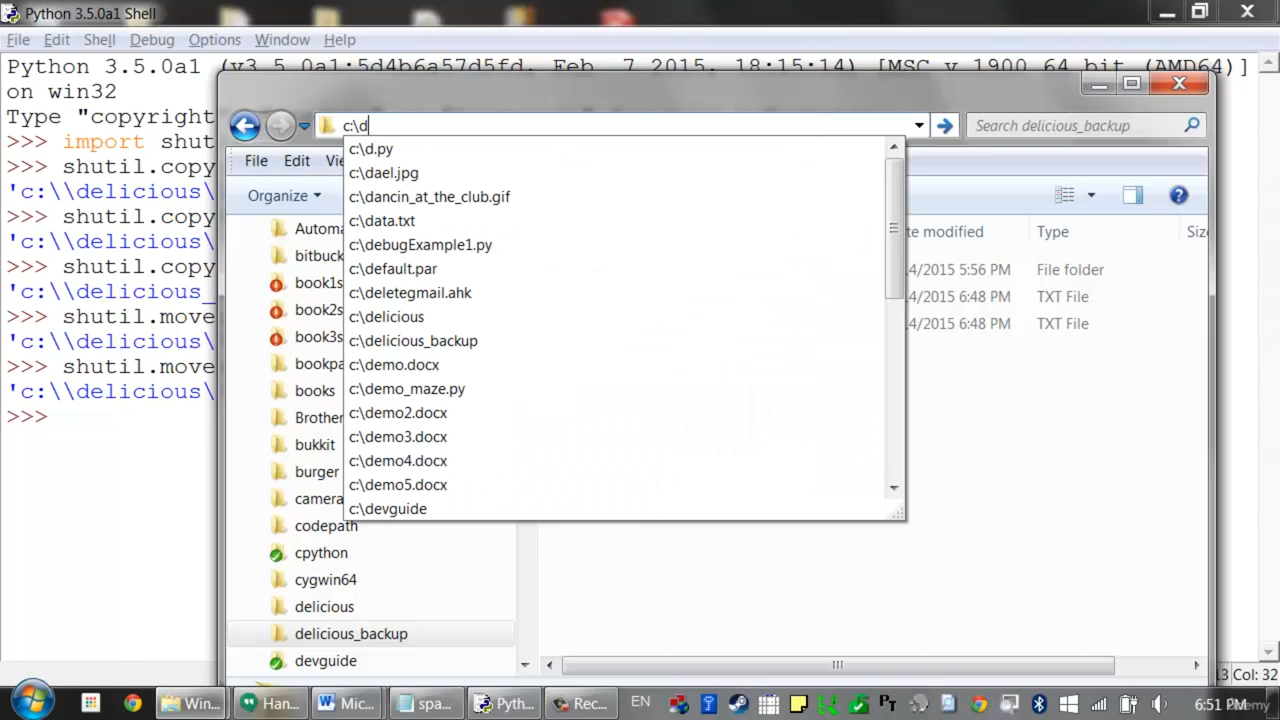 Python 3.5.0a1 Shell
File Edit Shell Debug Options Window Help
Python 3.5.0a1 (v3.5.0a1:5d4b6a57d5fd, Feb 7 2015, 18:15:14) [MSC v.1900 64 bit (AMD64)]
on win32
Type "copyright
>>> import shut
>>> shutil.copy
'c:\\delicious\
>>> shutil.copy
'c:\\delicious\
>>> shutil.copy
'c:\\delicious_
>>> shutil.move
'c:\\delicious\
>>> shutil.move
'c:\\delicious\
>>>
c:\d
Search delicious_backup
File Edit Vie
Organize
c:\d.py
c:\dael.jpg
c:\dancin_at_the_club.gif
c:\data.txt
c:\debugExample1.py
c:\default.par
c:\deletegmail.ahk
c:\delicious
c:\delicious_backup
c:\demo.docx
c:\demo_maze.py
c:\demo2.docx
c:\demo3.docx
c:\demo4.docx
c:\demo5.docx
c:\devguide
Automa
bitbuck
book1s
book2s
book3s
bookpa
books
Brother
bukkit
burger
camera
codepath
cpython
cygwin64
delicious
delicious_backup
devguide
te modified Type Siz
4/2015 5:56 PM File folder
4/2015 6:48 PM TXT File
4/2015 6:48 PM TXT File
13 Col: 32
Win... Han... Mic... spa... Pyth... Rec... EN 6:51 PM